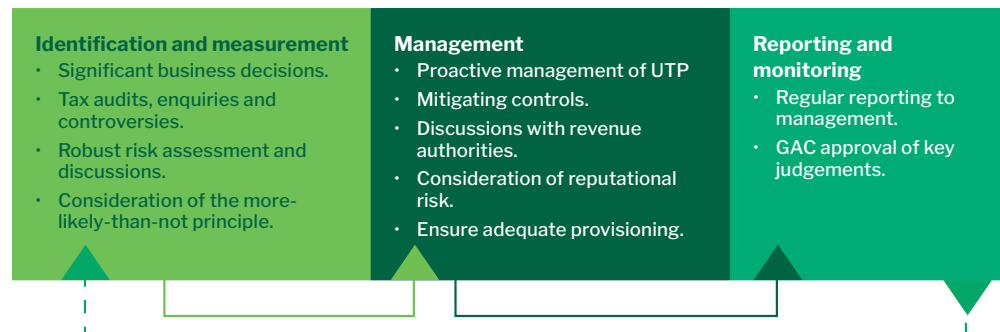 Identification and measurement
• Significant business decisions.
• Tax audits, enquiries and
controversies.
• Robust risk assessment and
discussions.
• Consideration of the more-
likely-than-not principle.
Management
• Proactive management of UTP
• Mitigating controls.
• Discussions with revenue
authorities.
• Consideration of reputational
risk.
• Ensure adequate provisioning.
Reporting and
monitoring
• Regular reporting to
management.
• GAC approval of key
judgements.